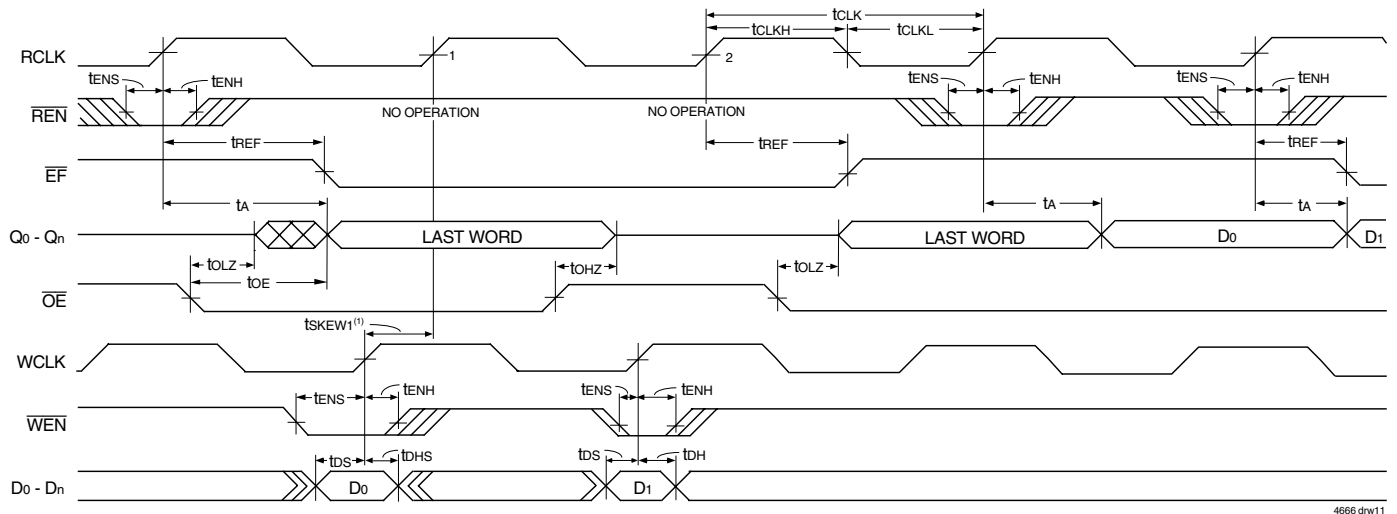 tCLK
tCLKH
tCLKL
RCLK
1
2
tENS
tENH
tENS
tENH
tENS
tENH
REN
NO OPERATION
NO OPERATION
tREF
tREF
tREF
EF
tA
tA
tA
Q0 - Qn
LAST WORD
LAST WORD
D0
D1
tOLZ
tOHZ
tOLZ
tOE
OE
tSKEW1(1)
WCLK
tENS
tENH
tENS
tENH
WEN
tDS
tDHS
tDS
tDH
D0 - Dn
D0
D1
4666 drw11